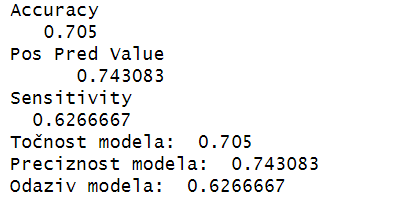 Accuracy
0.705
Pos Pred Value
0.743083
Sensitivity
0.6266667
Točnost modela:  0.705
Preciznost modela:  0.743083
Odaziv modela:  0.6266667